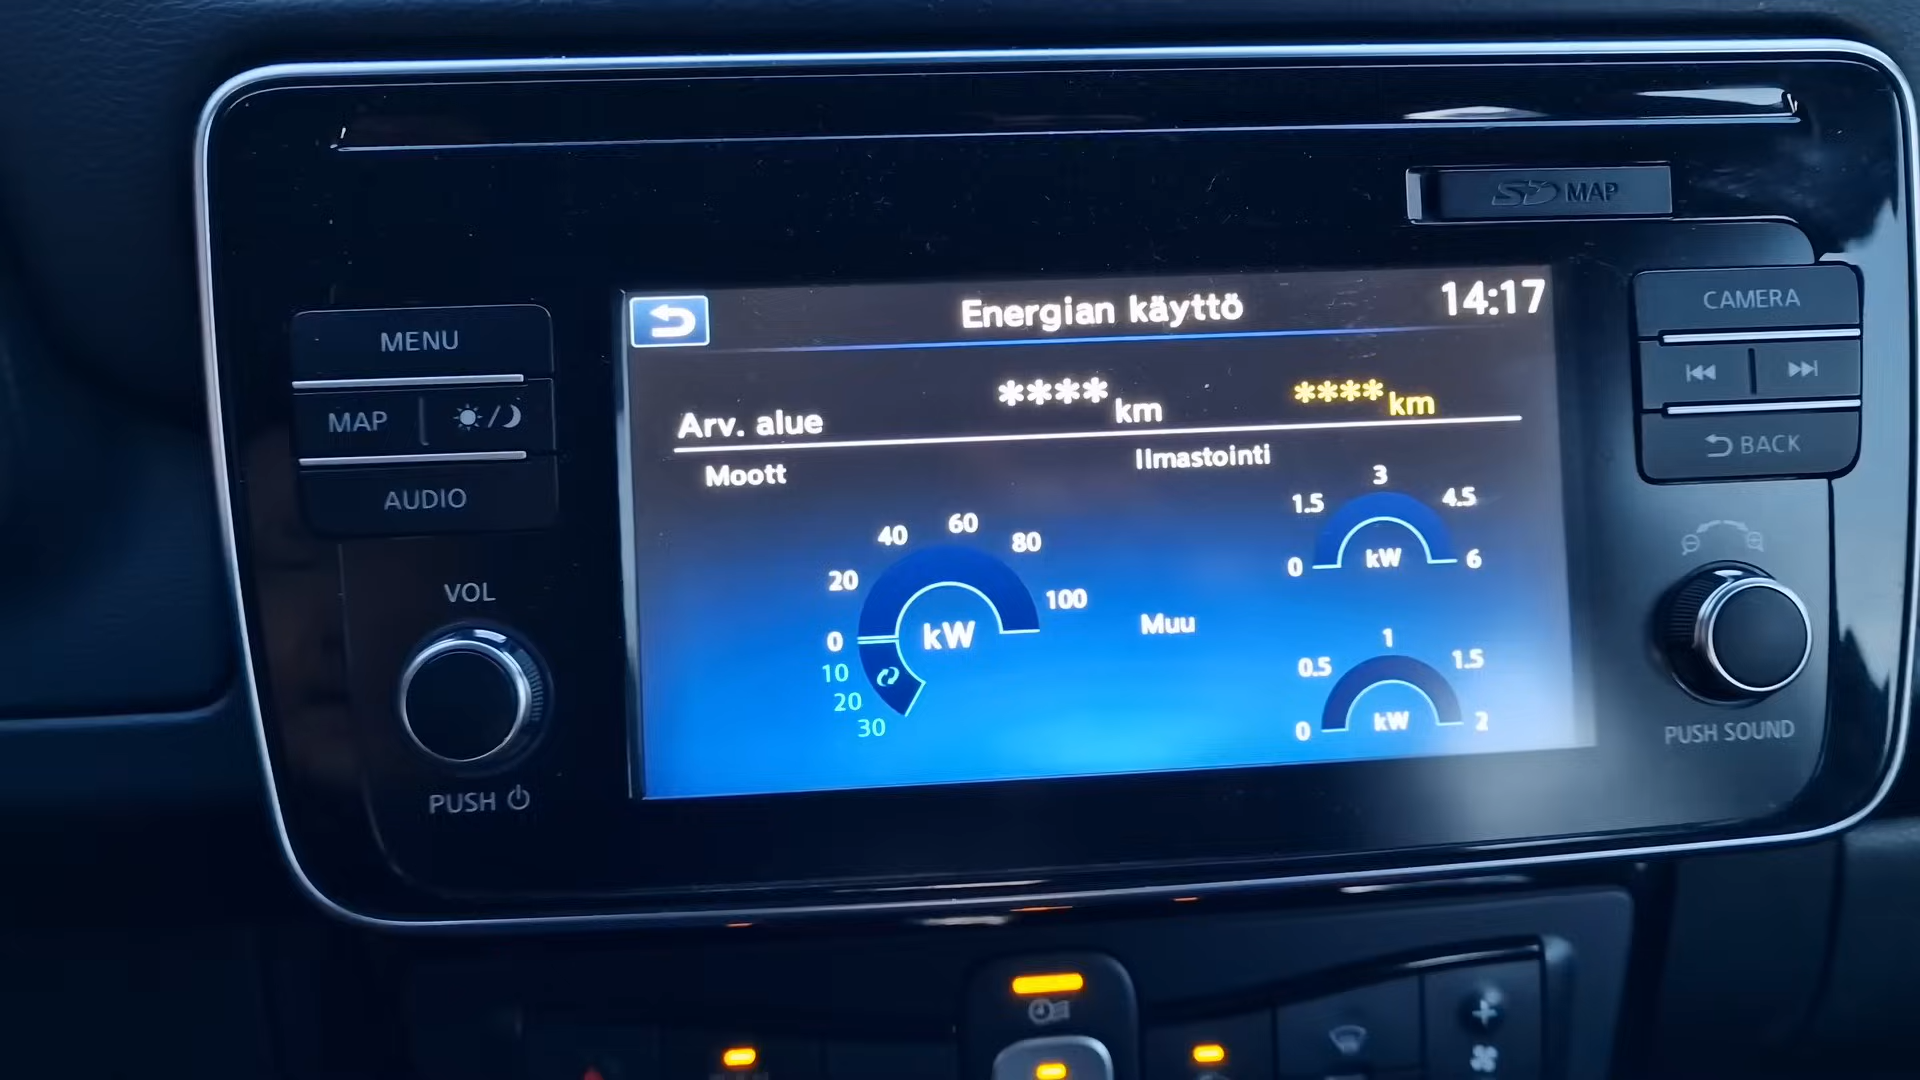 SD MAP
MENU
MAP
AUDIO
VOL
PUSH
Energian käyttö 14:17
Arv. alue ****km ****km
Moott
0 20 40 60 80 100
kW
10
20
30
Ilmastointi
0 1.5 3 4.5 6
kW
Muu
0 0.5 1 1.5 2
kW
CAMERA
BACK
PUSH SOUND